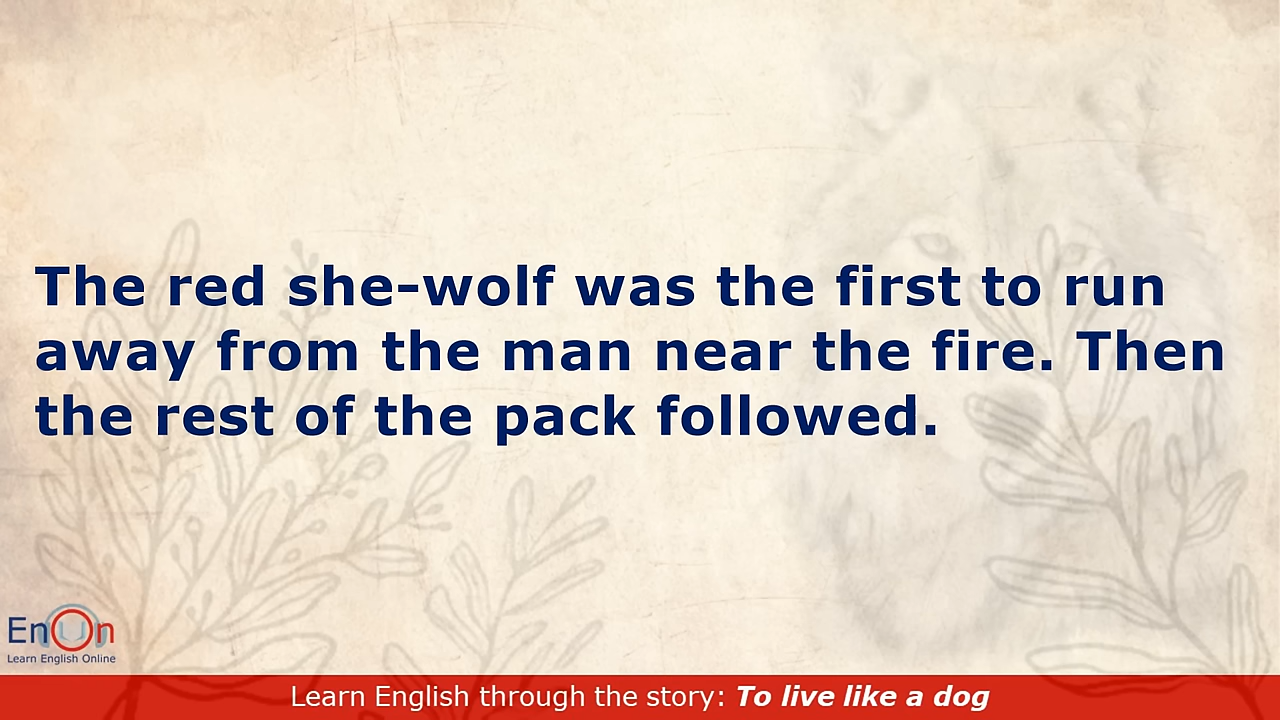 The red she-wolf was the first to run
away from the man near the fire. Then
the rest of the pack followed.
EnOn
Learn English Online
Learn English through the story: To live like a dog